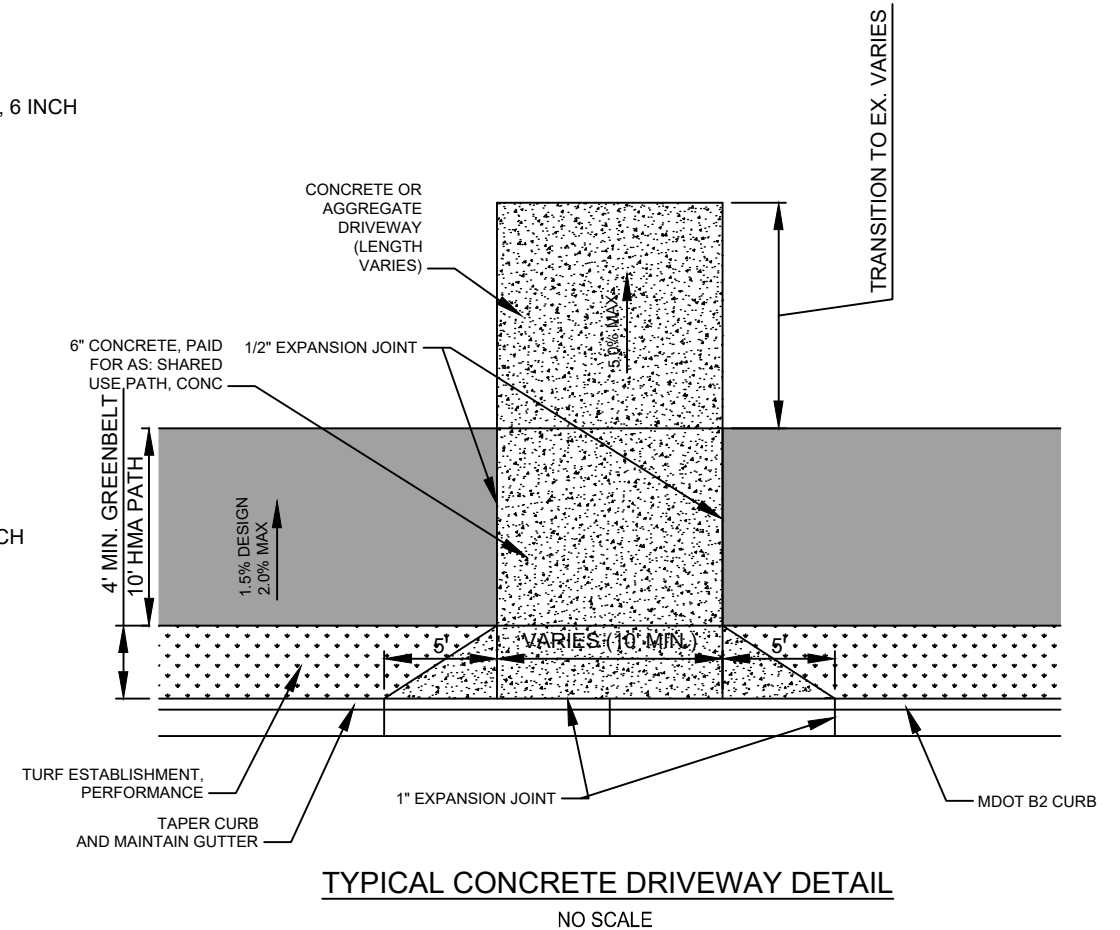 , 6 INCH
TRANSITION TO EX. VARIES
CONCRETE OR
AGGREGATE
DRIVEWAY
(LENGTH
VARIES)
5.0% MAX
6" CONCRETE, PAID
FOR AS: SHARED
USE PATH, CONC
1/2" EXPANSION JOINT
4' MIN. GREENBELT
10' HMA PATH
CH
1.5% DESIGN
2.0% MAX
5'
VARIES (10' MIN.)
5'
TURF ESTABLISHMENT,
PERFORMANCE
TAPER CURB
AND MAINTAIN GUTTER
1" EXPANSION JOINT
MDOT B2 CURB
TYPICAL CONCRETE DRIVEWAY DETAIL
NO SCALE